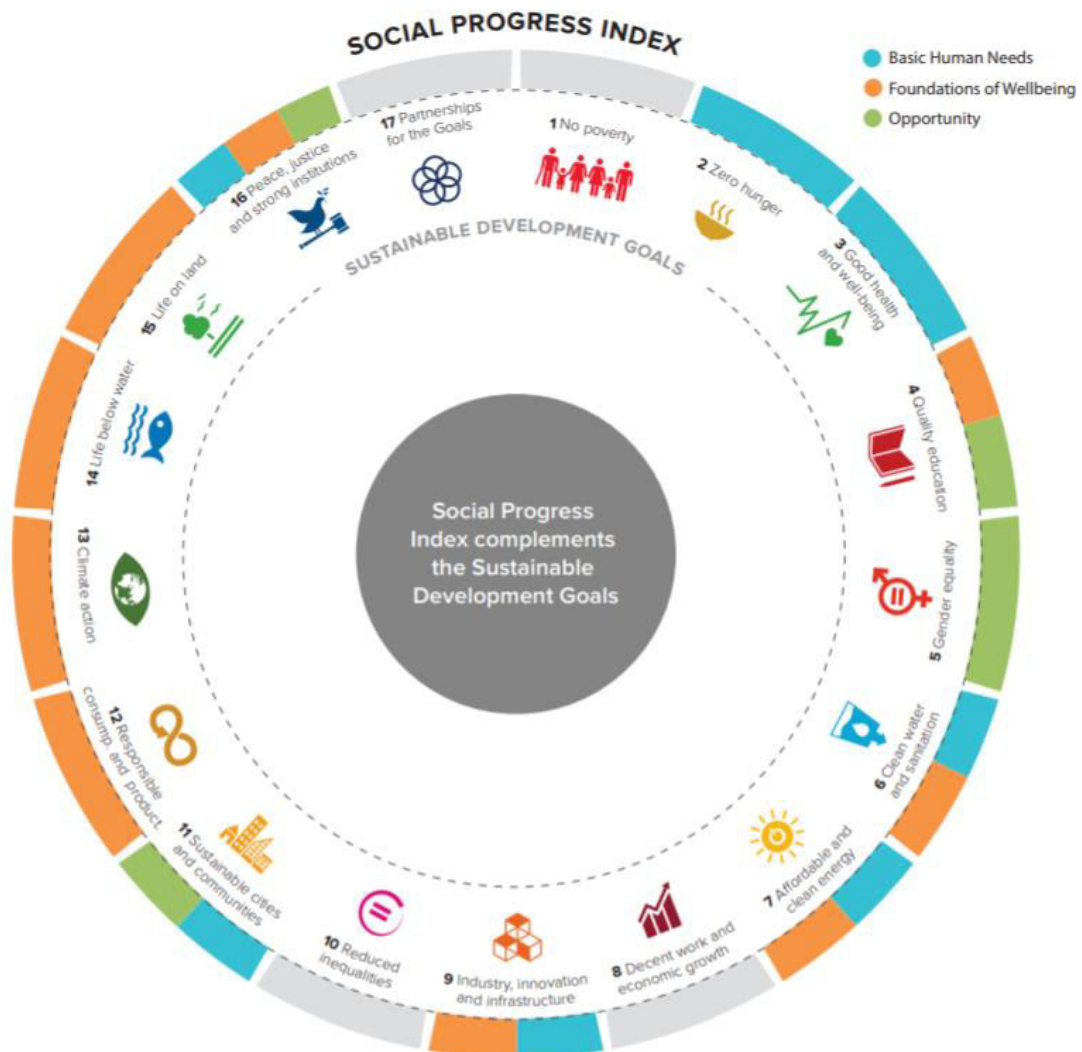 SOCIAL PROGRESS INDEX
Basic Human Needs
Foundations of Wellbeing
Opportunity
1 No poverty
2 Zero hunger
3 Good health
and well-being
4 Quality education
5 Gender equality
6 Clean water
and sanitation
7 Affordable and
clean energy
8 Decent work and
economic growth
9 Industry, innovation
and infrastructure
10 Reduced
inequalities
11 Sustainable cities
and communities
12 Responsible
consump. and product.
13 Climate action
14 Life below water
15 Life on land
16 Peace, justice
and strong institutions
17 Partnerships
for the Goals
SUSTAINABLE DEVELOPMENT GOALS
Social Progress
Index complements
the Sustainable
Development Goals